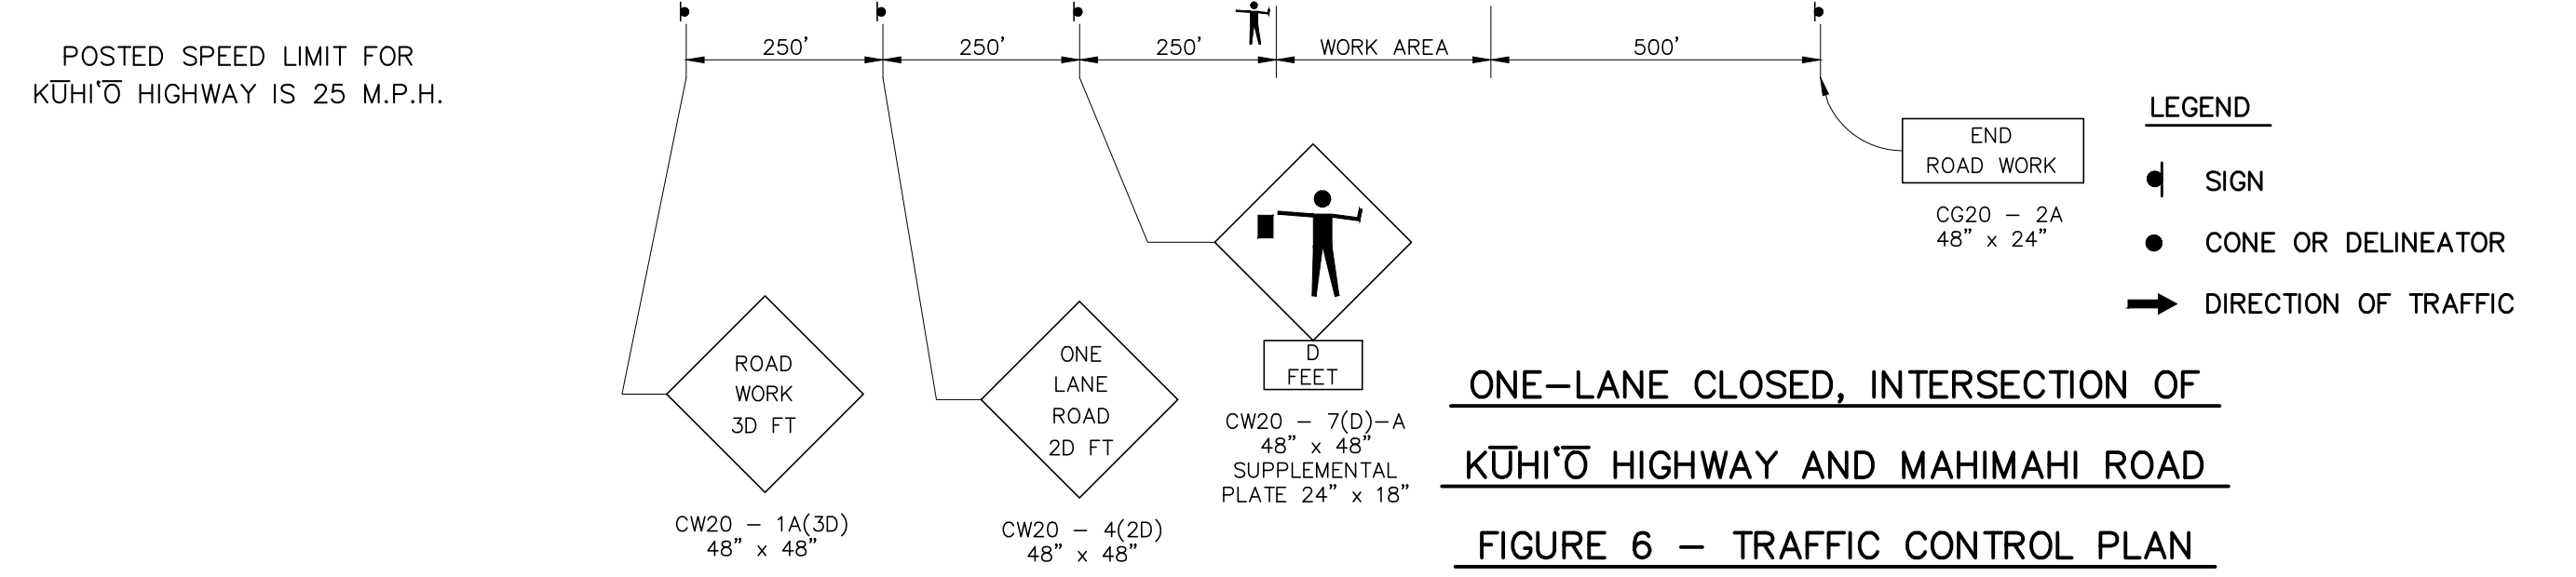 POSTED SPEED LIMIT FOR
KŪHIʻŌ HIGHWAY IS 25 M.P.H.
250' 250' 250' WORK AREA 500'
ROAD
WORK
3D FT
CW20 – 1A(3D)
48" x 48"
ONE
LANE
ROAD
2D FT
CW20 – 4(2D)
48" x 48"
D
FEET
CW20 – 7(D)–A
48" x 48"
SUPPLEMENTAL
PLATE 24" x 18"
END
ROAD WORK
CG20 – 2A
48" x 24"
LEGEND
SIGN
CONE OR DELINEATOR
DIRECTION OF TRAFFIC
ONE–LANE CLOSED, INTERSECTION OF
KŪHIʻŌ HIGHWAY AND MAHIMAHI ROAD
FIGURE 6 – TRAFFIC CONTROL PLAN